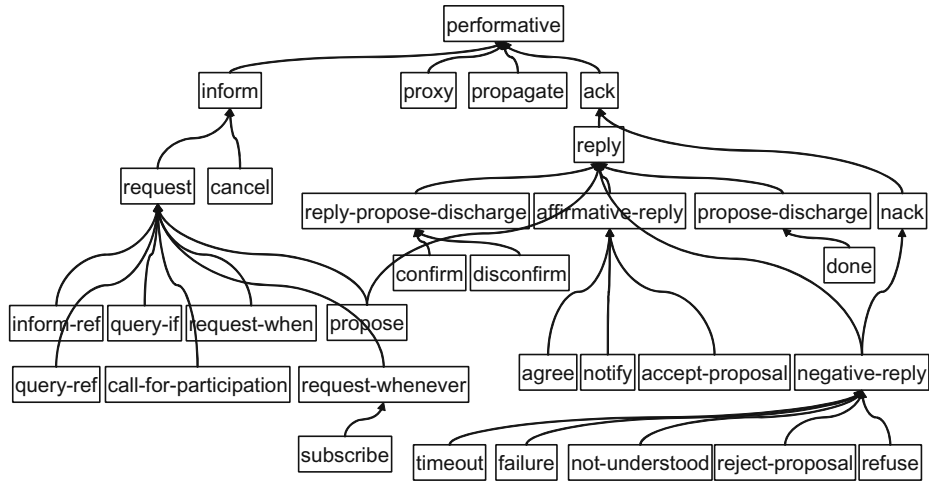 performative
inform
proxy
propagate
ack
reply
request
cancel
reply-propose-discharge
affirmative-reply
propose-discharge
nack
confirm
disconfirm
done
inform-ref
query-if
request-when
propose
query-ref
call-for-participation
request-whenever
agree
notify
accept-proposal
negative-reply
subscribe
timeout
failure
not-understood
reject-proposal
refuse